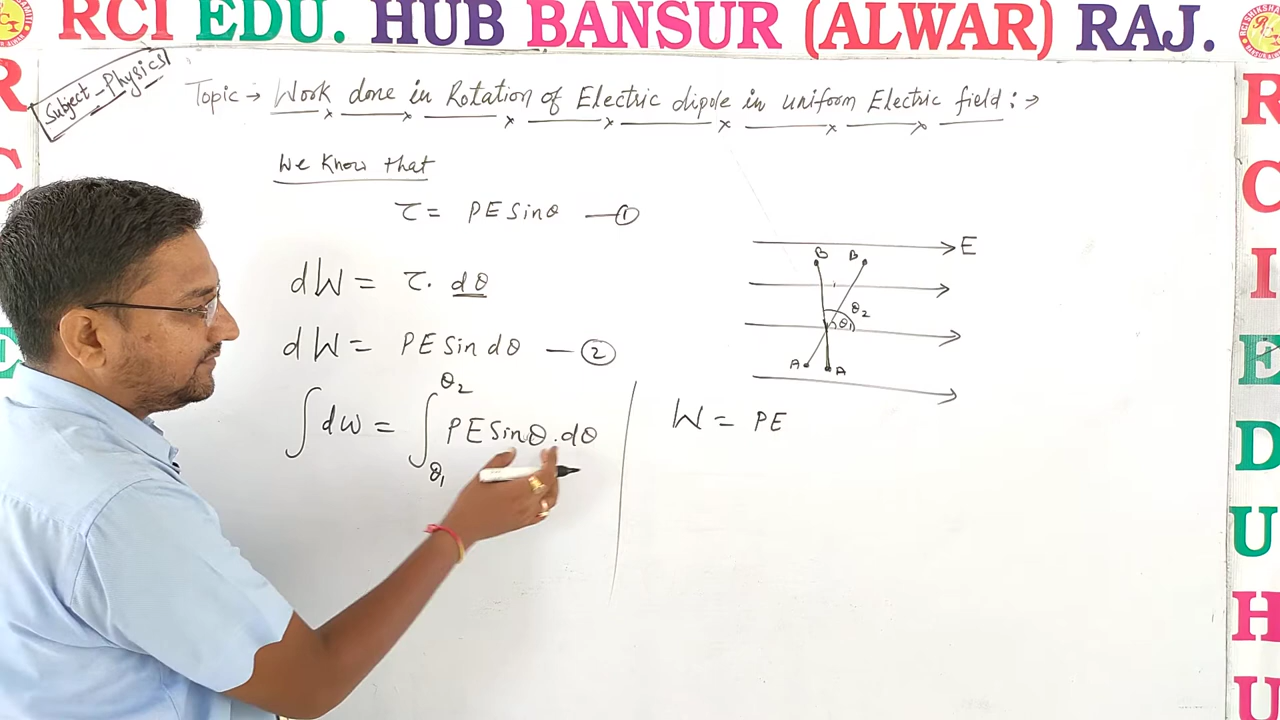 RCI EDU. HUB BANSUR (ALWAR) RAJ.
Subject - Physics
Topic → Work done in Rotation of Electric dipole in uniform Electric field :→
We Know that
τ = PE Sinθ —①
dW = τ. dθ
dW = PE Sin dθ —②
∫dw = ∫θ₁^θ₂ PE Sinθ.dθ
W = PE
E
B B
θ₂
θ₁
A A
R
C
E
R
C
I
E
D
U
H
U